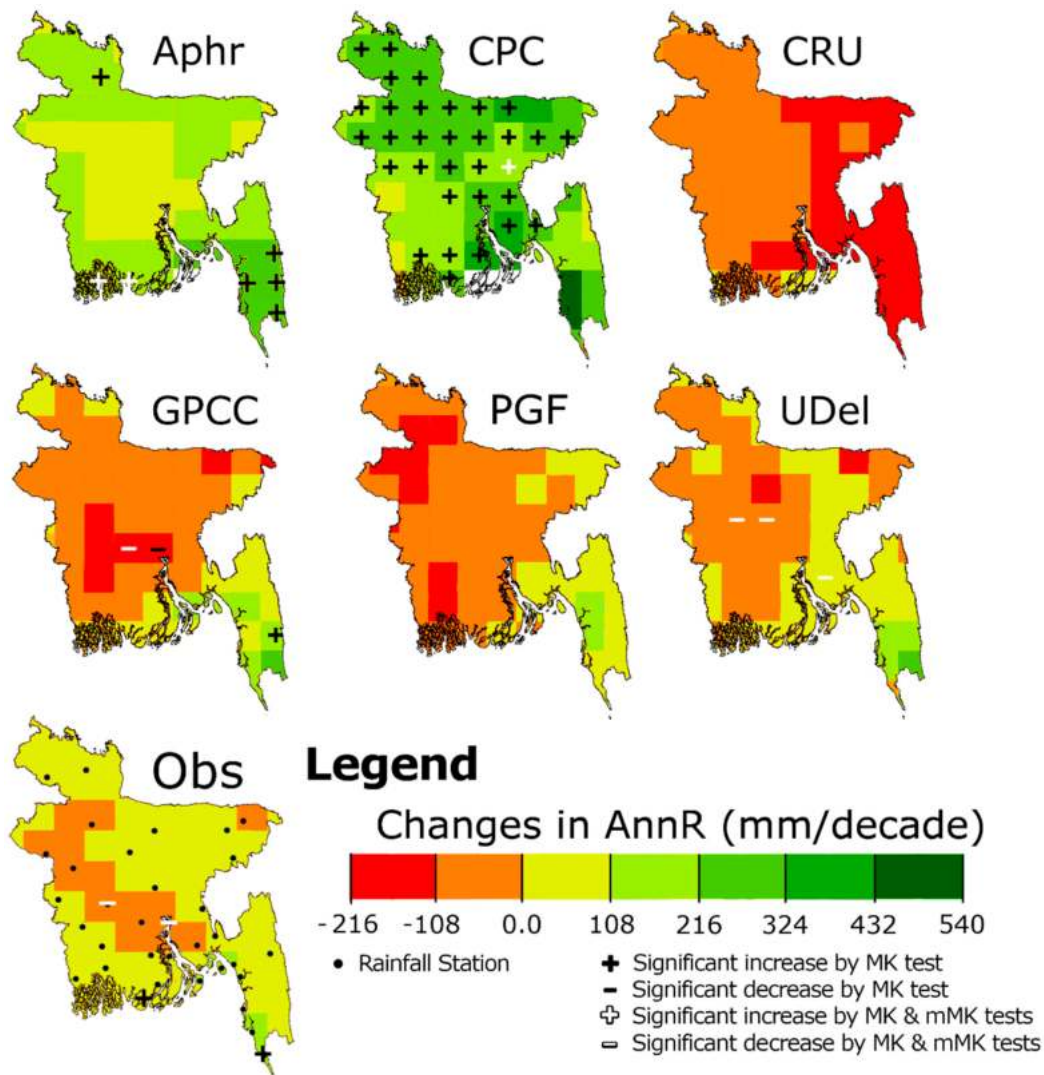 Aphr
CPC
CRU
GPCC
PGF
UDel
Obs
Legend
Changes in AnnR (mm/decade)
-216 -108 0.0 108 216 324 432 540
Rainfall Station
Significant increase by MK test
Significant decrease by MK test
Significant increase by MK & mMK tests
Significant decrease by MK & mMK tests